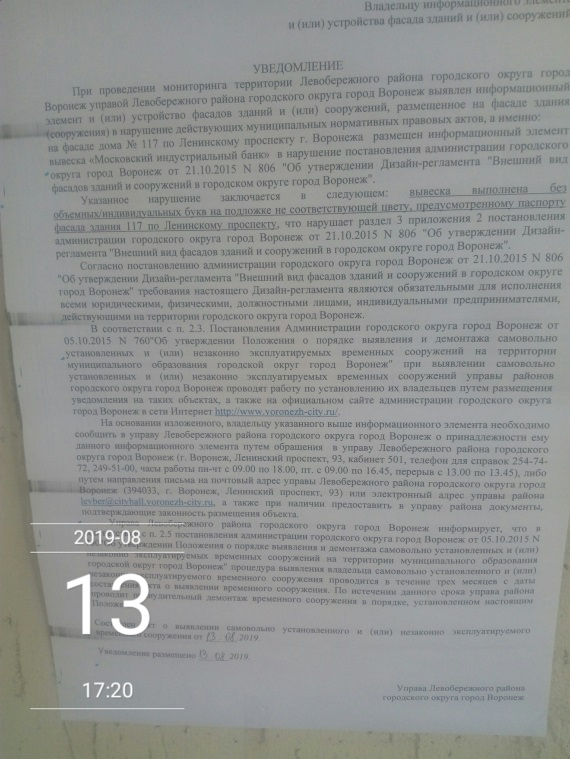 Владельцу информационного элемента
и (или) устройства фасада зданий и (или) сооружений
УВЕДОМЛЕНИЕ
При проведении мониторинга территории Левобережного района городского округа город
Воронеж управой Левобережного района городского округа город Воронеж выявлен информационный
элемент и (или) устройство фасадов зданий и (или) сооружений, размещенное на фасаде здания
(сооружения) в нарушение действующих муниципальных нормативных правовых актов, а именно:
на фасаде дома № 117 по Ленинскому проспекту г. Воронежа размещен информационный элемент
вывеска «Московский индустриальный банк» в нарушение постановления администрации городского
округа город Воронеж от 21.10.2015 N 806 "Об утверждении Дизайн-регламента "Внешний вид
фасадов зданий и сооружений в городском округе город Воронеж".
Указанное нарушение заключается в следующем: вывеска выполнена без
объемных/индивидуальных букв на подложке не соответствующей цвету, предусмотренному паспорту
фасада здания 117 по Ленинскому проспекту, что нарушает раздел 3 приложения 2 постановления
администрации городского округа город Воронеж от 21.10.2015 N 806 "Об утверждении Дизайн-
регламента "Внешний вид фасадов зданий и сооружений в городском округе город Воронеж".
Согласно постановлению администрации городского округа город Воронеж от 21.10.2015 N 806
"Об утверждении Дизайн-регламента "Внешний вид фасадов зданий и сооружений в городском округе
город Воронеж" требования настоящего Дизайн-регламента являются обязательными для исполнения
всеми юридическими, физическими, должностными лицами, индивидуальными предпринимателями,
действующими на территории городского округа город Воронеж.
В соответствии с п. 2.3. Постановления Администрации городского округа город Воронеж от
05.10.2015 N 760"Об утверждении Положения о порядке выявления и демонтажа самовольно
установленных и (или) незаконно эксплуатируемых временных сооружений на территории
муниципального образования городской округ город Воронеж" при выявлении самовольно
установленных и (или) незаконно эксплуатируемых временных сооружений управы районов
городского округа город Воронеж проводят работу по установлению их владельцев путем размещения
уведомления на таких объектах, а также на официальном сайте администрации городского округа
город Воронеж в сети Интернет http://www.voronezh-city.ru/.
На основании изложенного, владельцу указанного выше информационного элемента необходимо
сообщить в управу Левобережного района городского округа город Воронеж о принадлежности ему
данного информационного элемента путем обращения в управу Левобережного района городского
округа город Воронеж (г. Воронеж, Ленинский проспект, 93, кабинет 501, телефон для справок 254-74-
72, 249-51-00, часы работы пн-чт с 09.00 по 18.00, пт. с 09.00 по 16.45, перерыв с 13.00 по 13.45), либо
путем направления письма на почтовый адрес управы Левобережного района городского округа город
Воронеж (394033, г. Воронеж, Ленинский проспект, 93) или электронный адрес управы района
levber@cityhall.voronezh-city.ru, а также при наличии предоставить в управу района документы,
подтверждающие законность размещения объекта.
Управа Левобережного района городского округа город Воронеж информирует, что в
с п. 2.5 постановления администрации городского округа город Воронеж от 05.10.2015 N
утверждении Положения о порядке выявления и демонтажа самовольно установленных и (или)
незаконно эксплуатируемых временных сооружений на территории муниципального образования
городской округ город Воронеж" процедура выявления владельца самовольно установленного и (или)
незаконно эксплуатируемого временного сооружения проводится в течение трех месяцев с даты
акта о выявлении временного сооружения. По истечении данного срока управа района
проводит принудительный демонтаж временного сооружения в порядке, установленном настоящим
Положением
акт о выявлении самовольно установленного и (или) незаконно эксплуатируемого
временного сооружения от 13.08.2019.
Уведомление размещено 13.08.2019.
Управа Левобережного района
городского округа город Воронеж
2019-08
13
17:20